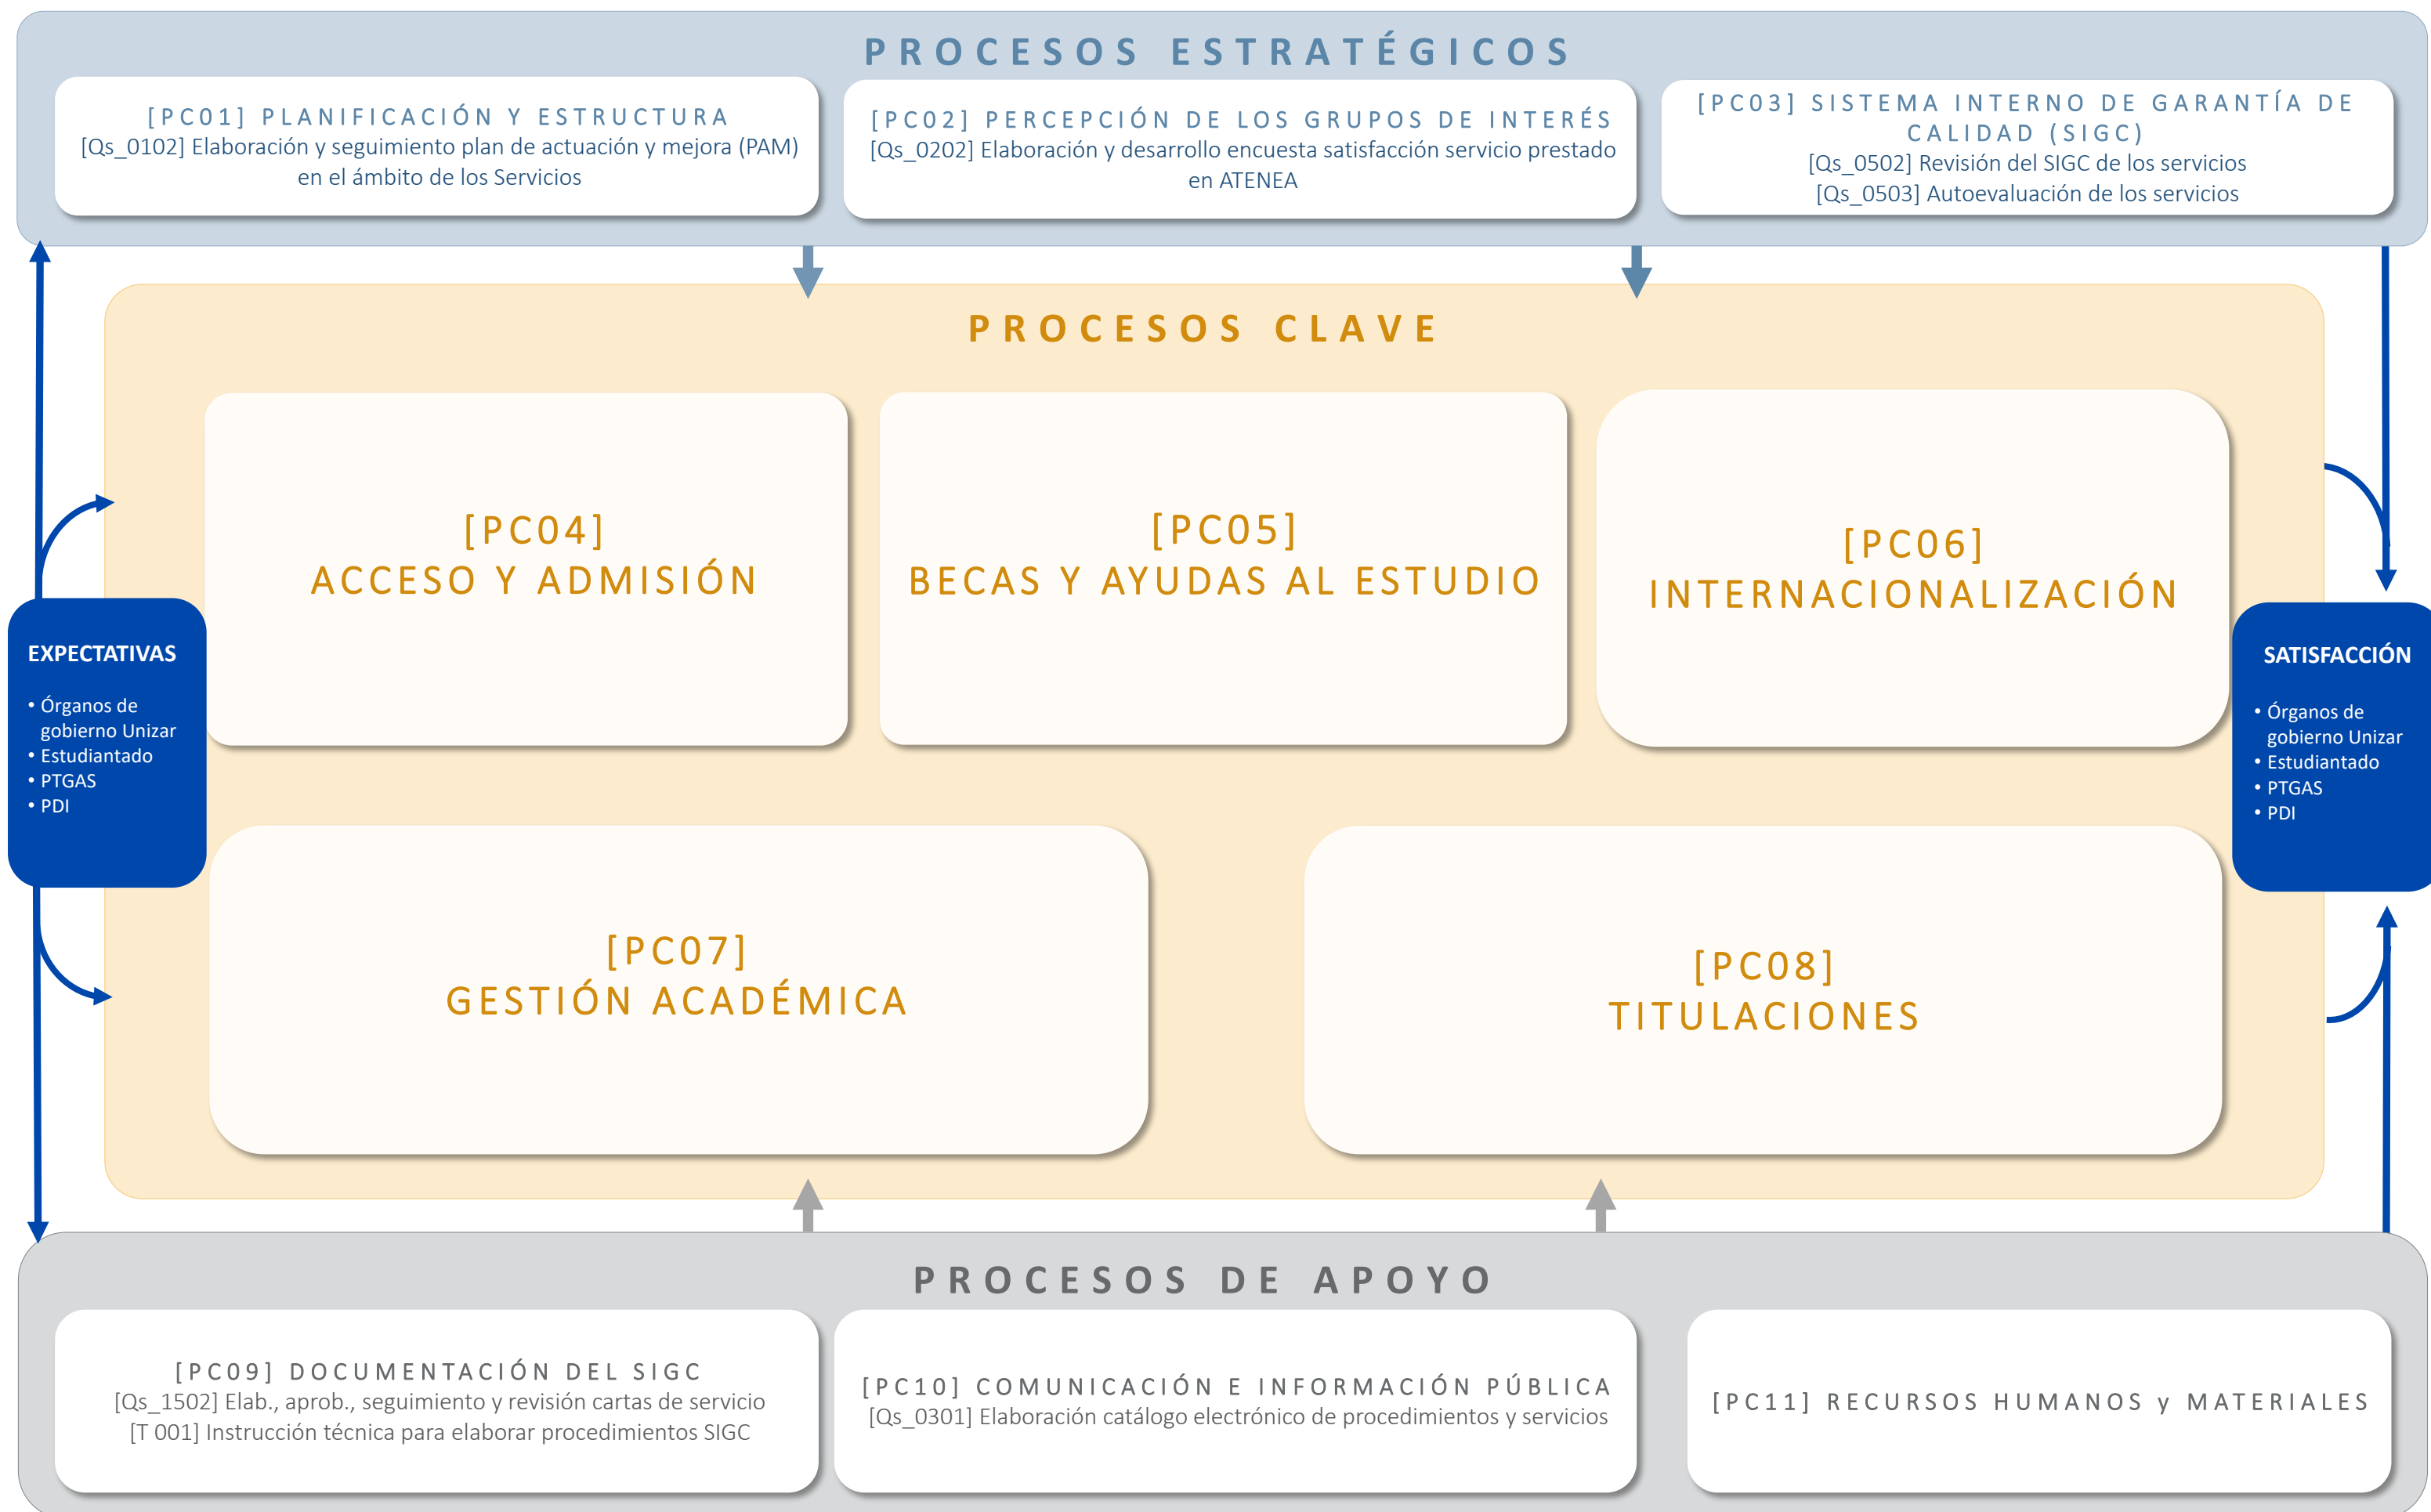 PROCESOS ESTRATÉGICOS
[PC01] PLANIFICACIÓN Y ESTRUCTURA
[Qs_0102] Elaboración y seguimiento plan de actuación y mejora (PAM)
en el ámbito de los Servicios
[PC02] PERCEPCIÓN DE LOS GRUPOS DE INTERÉS
[Qs_0202] Elaboración y desarrollo encuesta satisfacción servicio prestado
en ATENEA
[PC03] SISTEMA INTERNO DE GARANTÍA DE
CALIDAD (SIGC)
[Qs_0502] Revisión del SIGC de los servicios
[Qs_0503] Autoevaluación de los servicios
PROCESOS CLAVE
[PC04]
ACCESO Y ADMISIÓN
[PC05]
BECAS Y AYUDAS AL ESTUDIO
[PC06]
INTERNACIONALIZACIÓN
EXPECTATIVAS
• Órganos de
gobierno Unizar
• Estudiantado
• PTGAS
• PDI
SATISFACCIÓN
• Órganos de
gobierno Unizar
• Estudiantado
• PTGAS
• PDI
[PC07]
GESTIÓN ACADÉMICA
[PC08]
TITULACIONES
PROCESOS DE APOYO
[PC09] DOCUMENTACIÓN DEL SIGC
[Qs_1502] Elab., aprob., seguimiento y revisión cartas de servicio
[T 001] Instrucción técnica para elaborar procedimientos SIGC
[PC10] COMUNICACIÓN E INFORMACIÓN PÚBLICA
[Qs_0301] Elaboración catálogo electrónico de procedimientos y servicios
[PC11] RECURSOS HUMANOS y MATERIALES